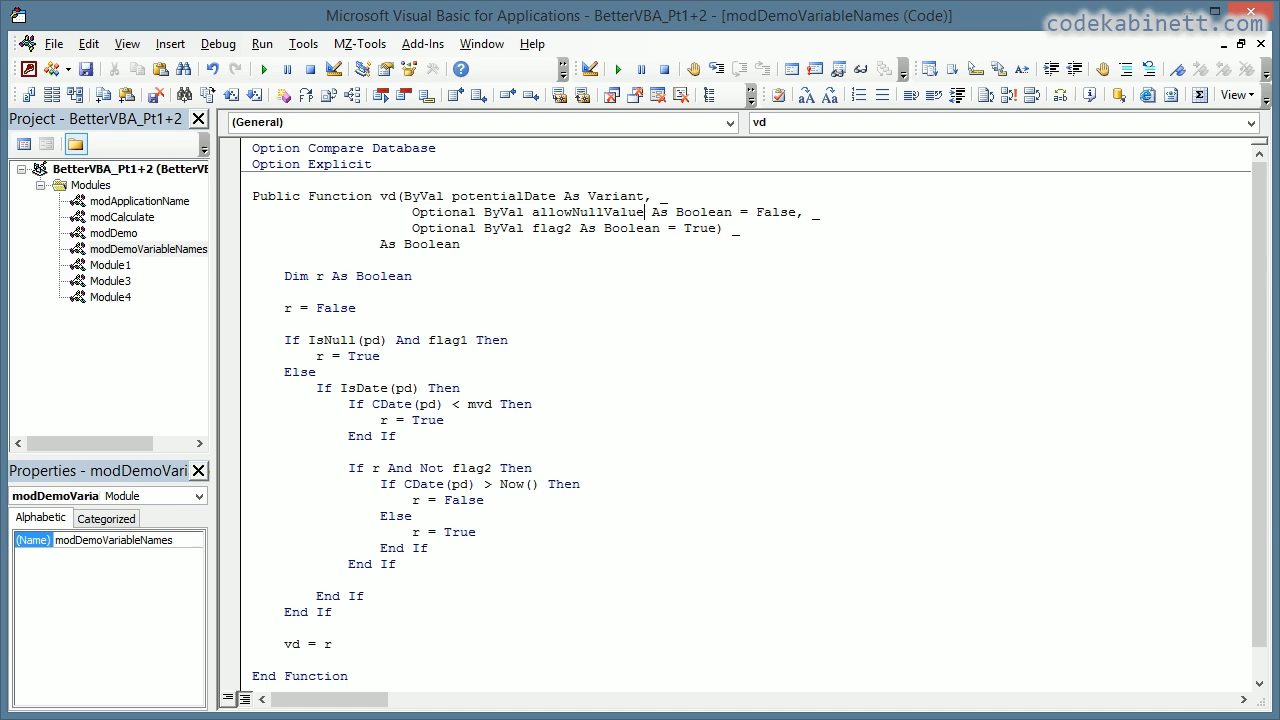 Microsoft Visual Basic for Applications - BetterVBA_Pt1+2 - [modDemoVariableNames (Code)]
codekabinett.com
File Edit View Insert Debug Run Tools MZ-Tools Add-Ins Window Help
View
Project - BetterVBA_Pt1+2
(General)
vd
BetterVBA_Pt1+2 (BetterVB
Modules
modApplicationName
modCalculate
modDemo
modDemoVariableNames
Module1
Module3
Module4
Properties - modDemoVari
modDemoVaria Module
Alphabetic Categorized
(Name) modDemoVariableNames
Option Compare Database
Option Explicit
Public Function vd(ByVal potentialDate As Variant, _
Optional ByVal allowNullValue As Boolean = False, _
Optional ByVal flag2 As Boolean = True) _
As Boolean
Dim r As Boolean
r = False
If IsNull(pd) And flag1 Then
r = True
Else
If IsDate(pd) Then
If CDate(pd) < mvd Then
r = True
End If
If r And Not flag2 Then
If CDate(pd) > Now() Then
r = False
Else
r = True
End If
End If
End If
End If
vd = r
End Function